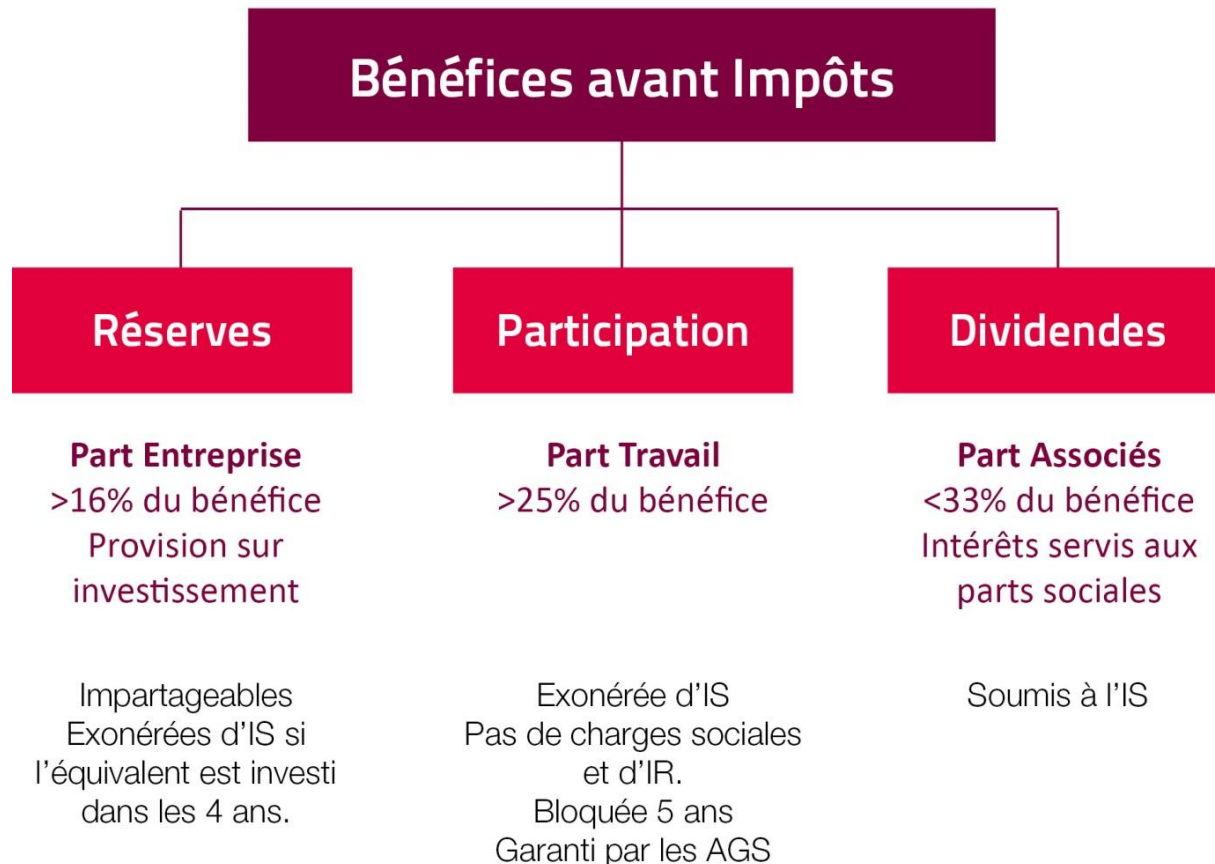 Bénéfices avant Impôts
Réserves
Part Entreprise
>16% du bénéfice
Provision sur
investissement
Impartageables
Exonérées d’IS si
l’équivalent est investi
dans les 4 ans.
Participation
Part Travail
>25% du bénéfice
Exonérée d’IS
Pas de charges sociales
et d’IR.
Bloquée 5 ans
Garanti par les AGS
Dividendes
Part Associés
<33% du bénéfice
Intérêts servis aux
parts sociales
Soumis à l’IS